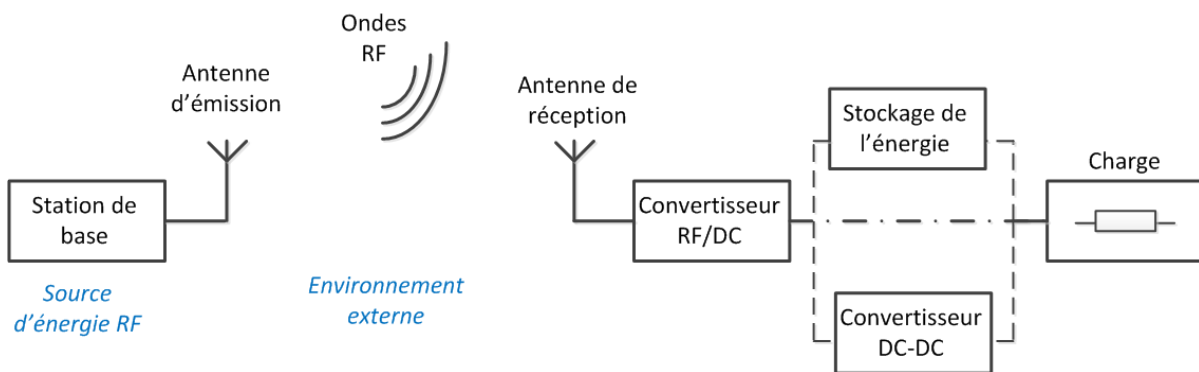 Ondes
RF
Antenne
d'émission
Antenne de
réception
Stockage de
l'énergie
Charge
Station de
base
Convertisseur
RF/DC
Source
d'énergie RF
Environnement
externe
Convertisseur
DC-DC